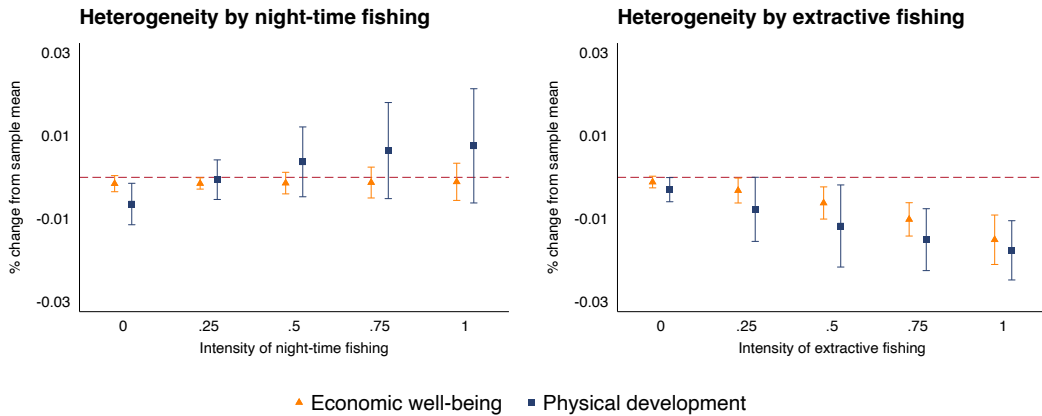 Heterogeneity by night-time fishing
% change from sample mean
0.03
0.01
-0.01
-0.03
0 .25 .5 .75 1
Intensity of night-time fishing
Heterogeneity by extractive fishing
% change from sample mean
0.03
0.01
-0.01
-0.03
0 .25 .5 .75 1
Intensity of extractive fishing
Economic well-being Physical development